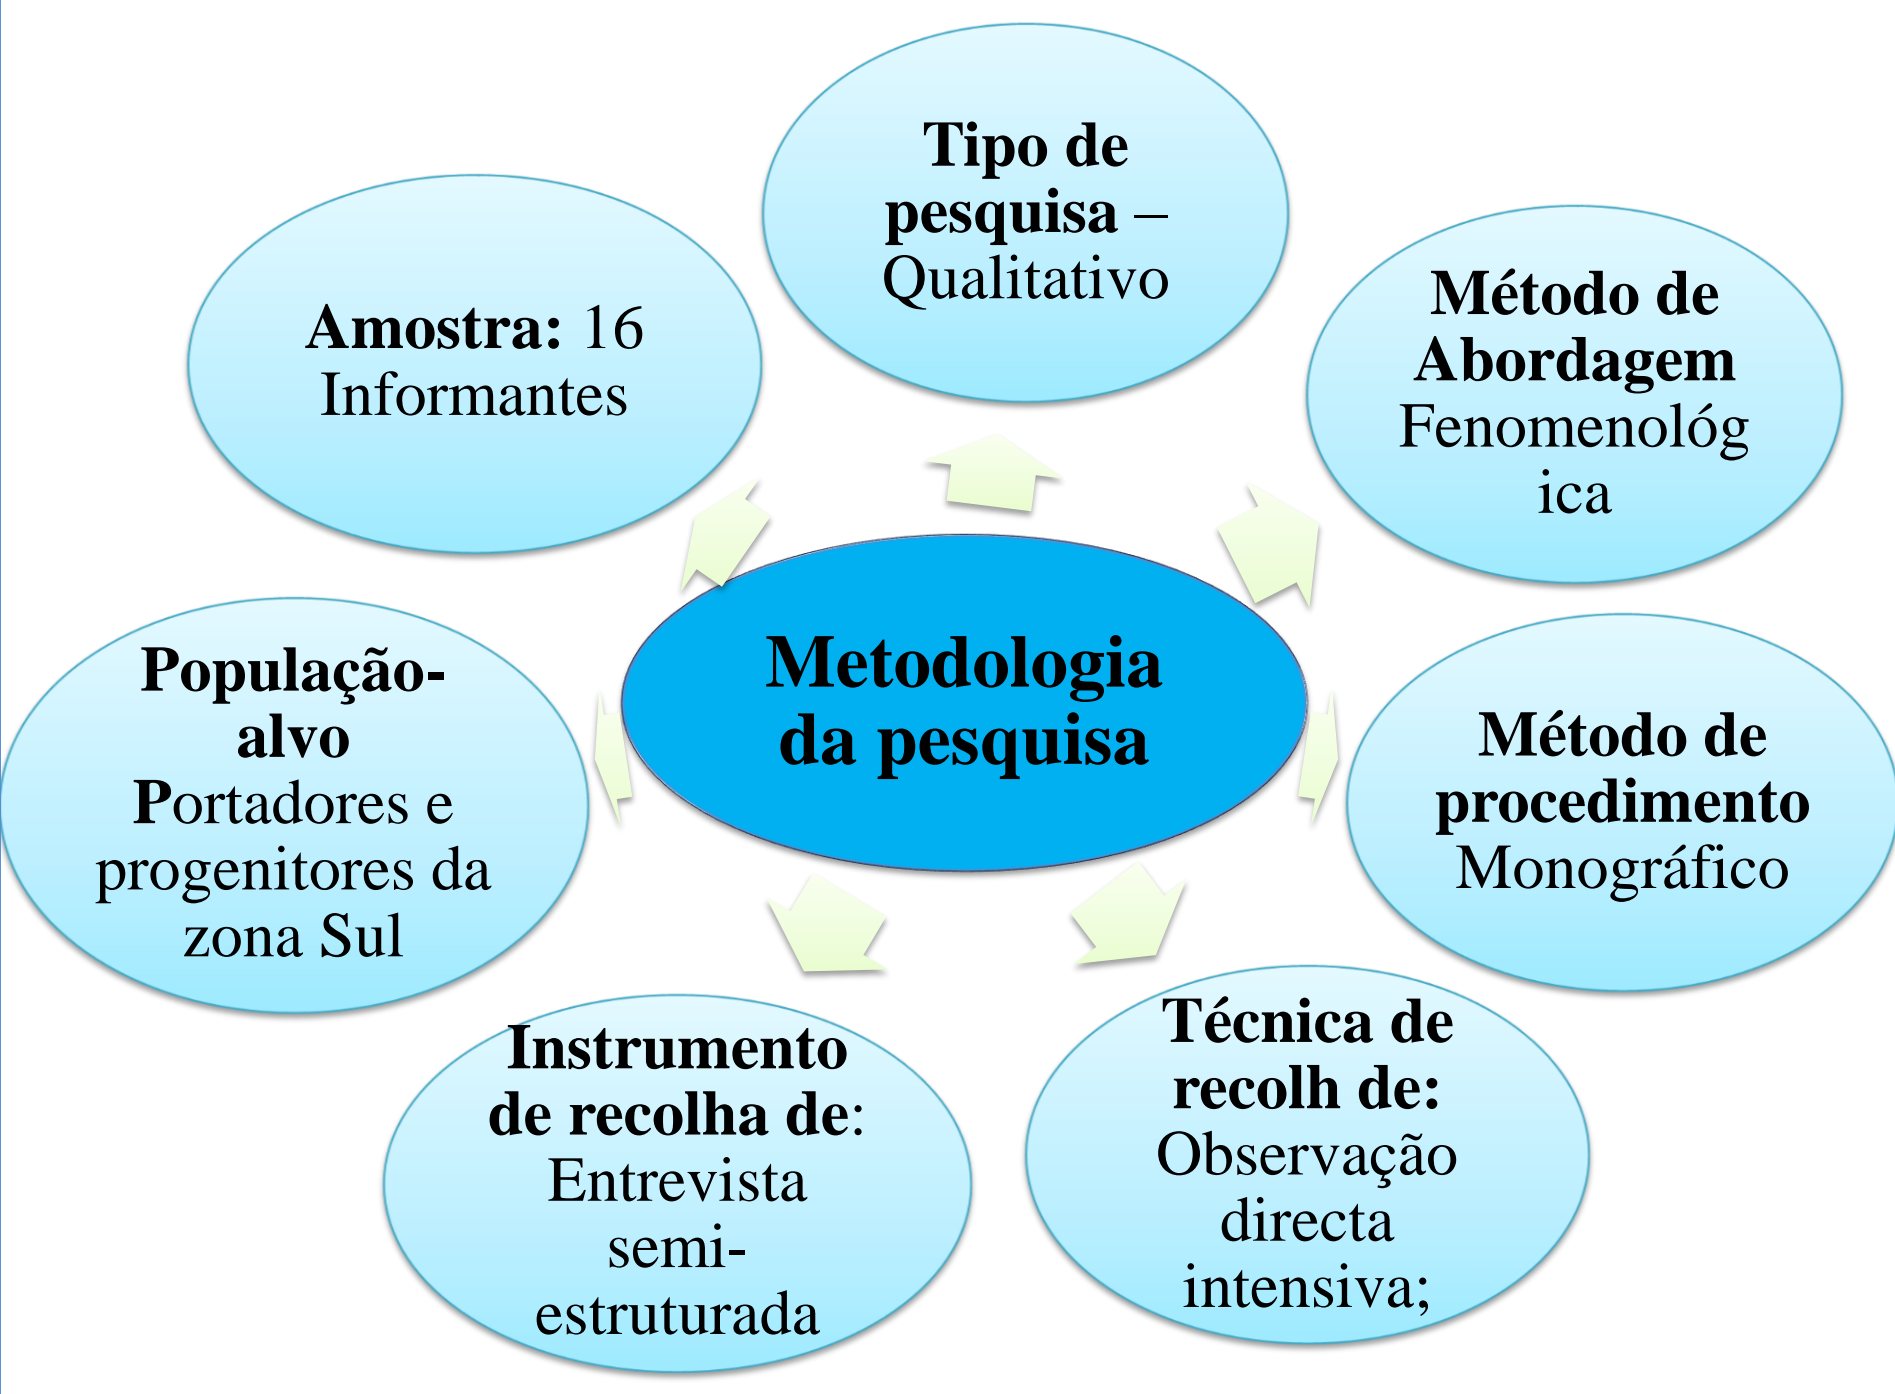 Tipo de
pesquisa –
Qualitativo
Método de
Abordagem
Fenomenológ
ica
Método de
procedimento
Monográfico
Técnica de
recolh de:
Observação
directa
intensiva;
Instrumento
de recolha de:
Entrevista
semi-
estruturada
População-
alvo
Portadores e
progenitores da
zona Sul
Amostra: 16
Informantes
Metodologia
da pesquisa